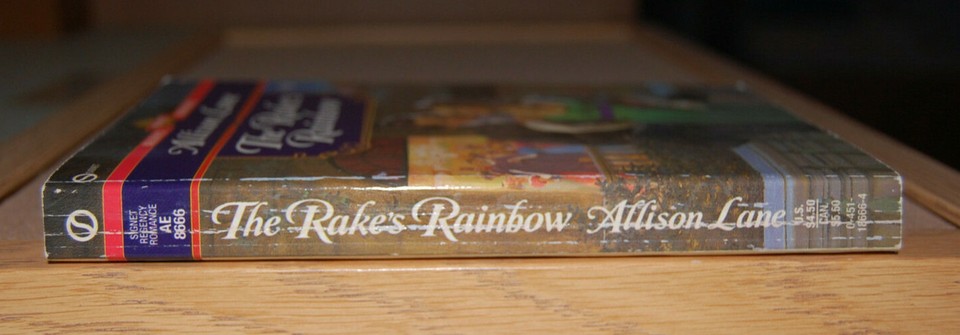 Allison Lane
The Rake's
Rainbow
SIGNET
REGENCY
ROMANCE
AE
8666
The Rake's Rainbow Allison Lane
U.S.
$4.50
CAN.
$5.50
0-451-
18666-4